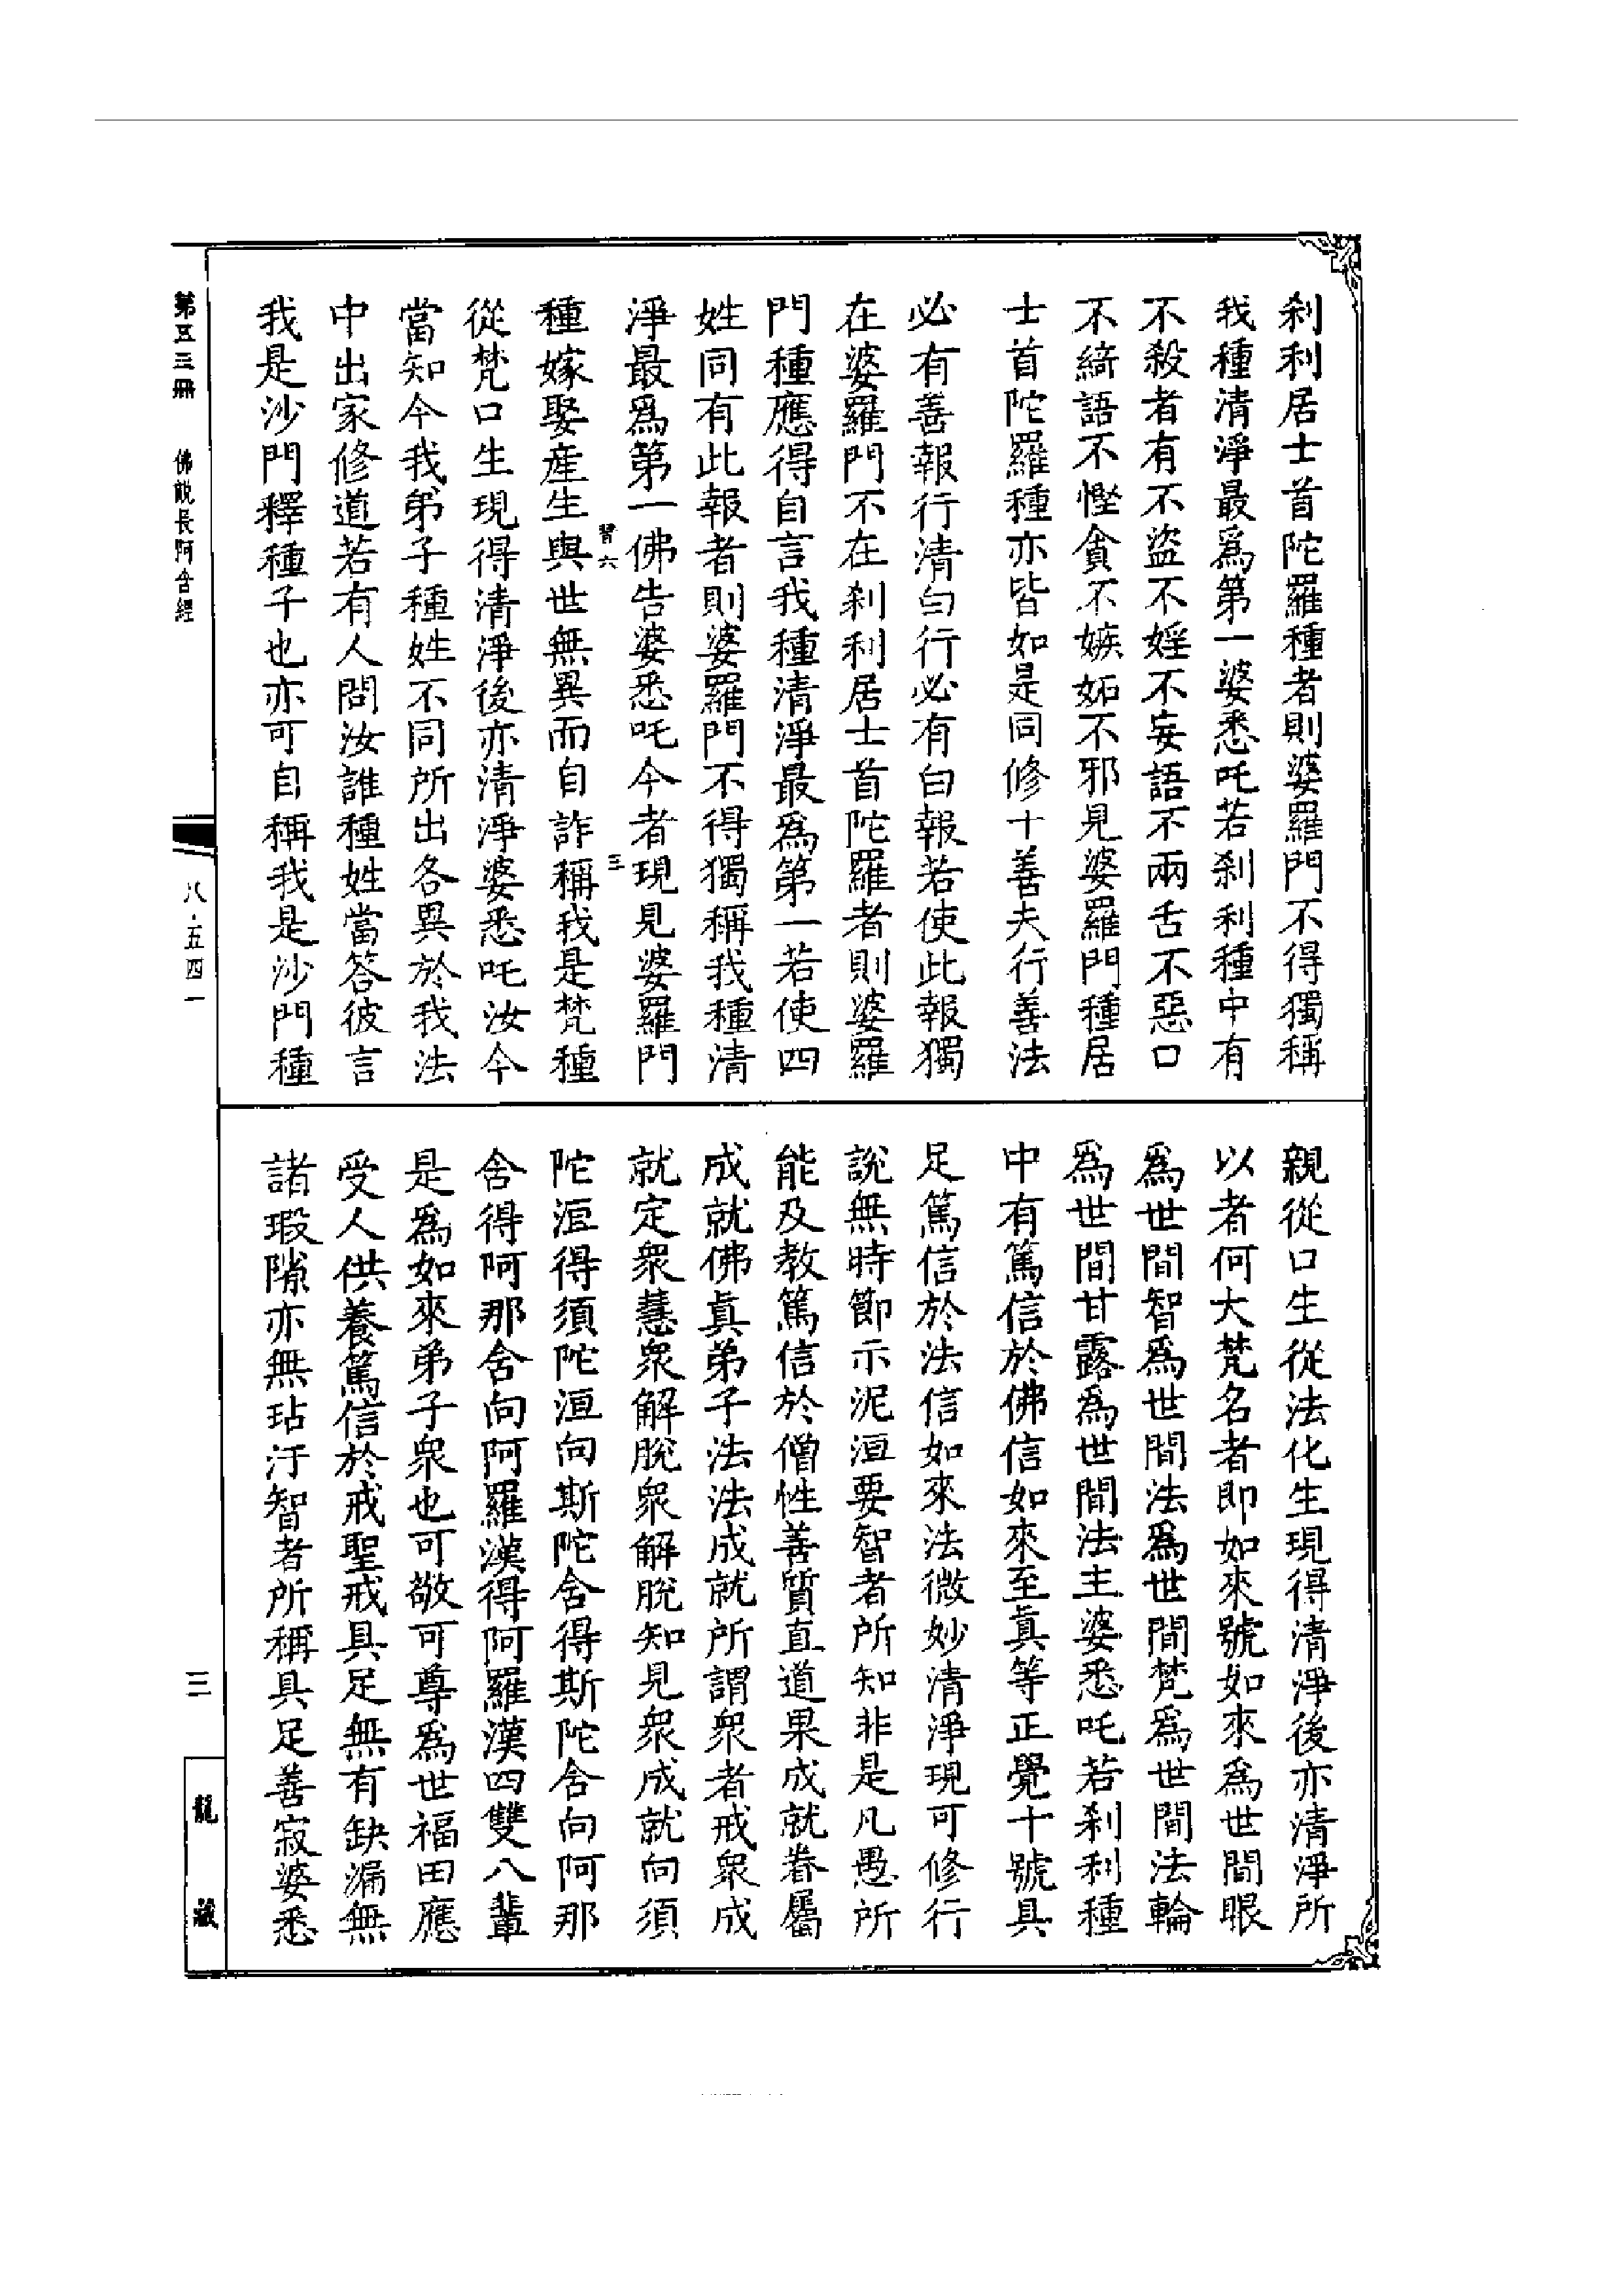 刹利居士首陀羅種者則婆羅門不得獨稱
我種清淨最爲第一婆悉吒若刹利種中有
不殺者有不盜不婬不妄語不兩舌不惡口
不綺語不慳貪不嫉妬不邪見婆羅門種居
士首陀羅種亦皆如是同修十善夫行善法
必有善報行清白行必有白報若使此報獨
在婆羅門不在刹利居士首陀羅者則婆羅
門種應得自言我種清淨最爲第一若使四
姓同有此報者則婆羅門不得獨稱我種清
淨最爲第一佛告婆悉吒今者現見婆羅門
種嫁娶産生與世無異而自詐稱我是梵種
從梵口生現得清淨後亦清淨婆悉吒汝今
當知今我弟子種姓不同所出各異於我法
中出家修道若有人問汝誰種姓當答彼言
我是沙門釋種子也亦可自稱我是沙門種
親從口生從法化生現得清淨後亦清淨所
以者何大梵名者即如來號如來爲世間眼
爲世間智爲世間法爲世間梵爲世間法輪
爲世間甘露爲世間法主婆悉吒若刹利種
中有篤信於佛信如來至眞等正覺十號具
足篤信於法信如來法微妙清淨現可修行
說無時節示泥洹要智者所知非是凡愚所
能及教篤信於僧性善質直道果成就眷屬
成就佛眞弟子法法成就所謂衆者戒衆成
就定衆慧衆解脫衆解脫知見衆成就向須
陀洹得須陀洹向斯陀含得斯陀含向阿那
含得阿那含向阿羅漢得阿羅漢四雙八輩
是爲如來弟子衆也可敬可尊爲世福田應
受人供養篤信於戒聖戒具足無有缺漏無
諸瑕隙亦無玷汙智者所稱具足善寂婆悉
六
三
第五三册 佛說長阿含經
八·五四一
三
龍藏